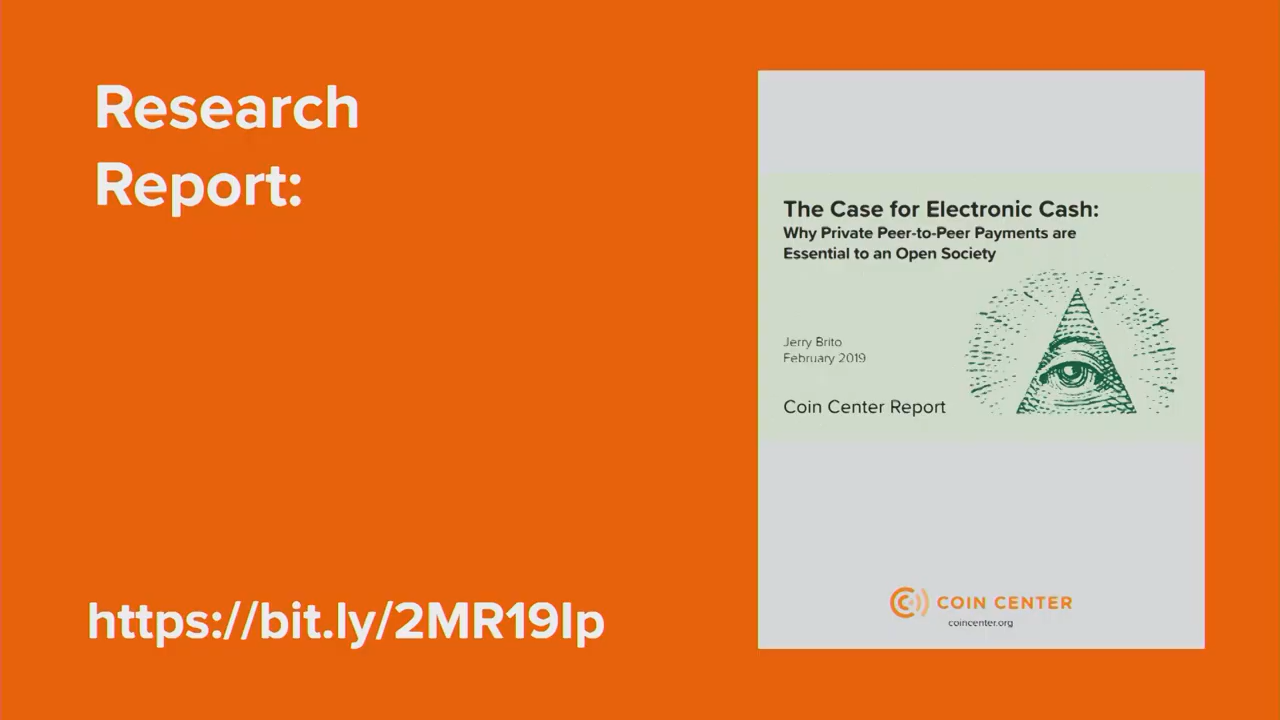 Research
Report:
https://bit.ly/2MR19Ip
The Case for Electronic Cash:
Why Private Peer-to-Peer Payments are
Essential to an Open Society
Jerry Brito
February 2019
Coin Center Report
COIN CENTER
coincenter.org